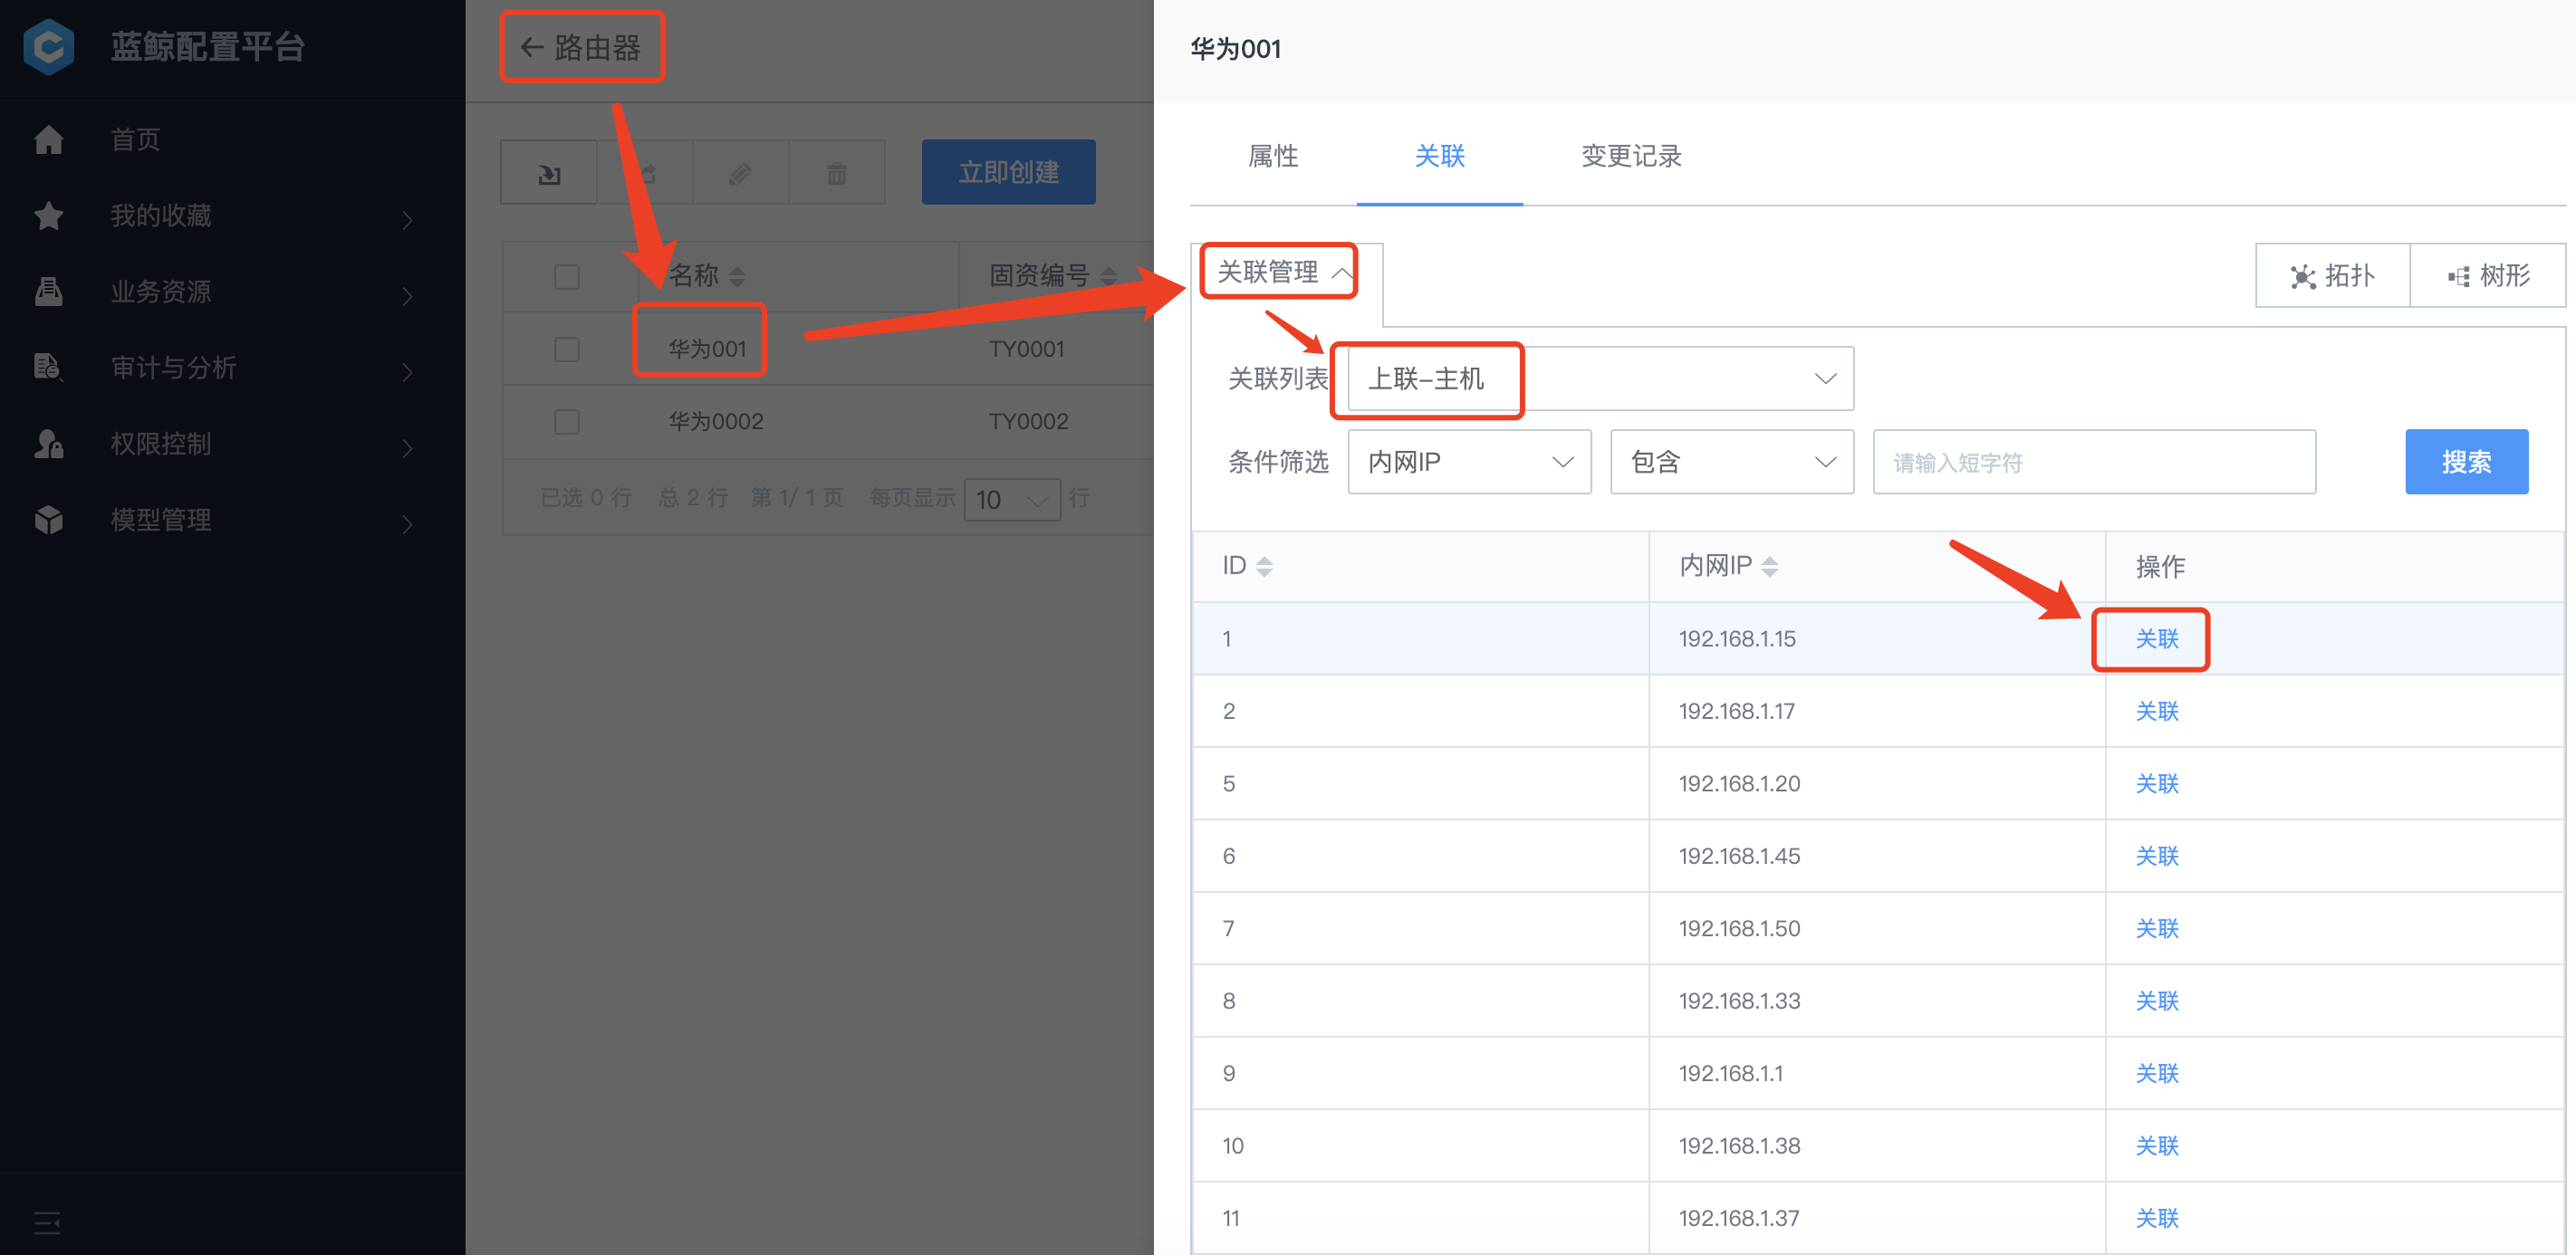 蓝鲸配置平台
首页
我的收藏
业务资源
审计与分析
权限控制
模型管理
路由器
立即创建
名称 固资编号
华为001 TY0001
华为0002 TY0002
已选 0 行 总 2 行 第 1/ 1 页 每页显示 10 行
华为001
属性 关联 变更记录
关联管理 拓扑 树形
关联列表 上联-主机
条件筛选 内网IP 包含 请输入短字符 搜索
ID 内网IP 操作
1 192.168.1.15 关联
2 192.168.1.17 关联
5 192.168.1.20 关联
6 192.168.1.45 关联
7 192.168.1.50 关联
8 192.168.1.33 关联
9 192.168.1.1 关联
10 192.168.1.38 关联
11 192.168.1.37 关联